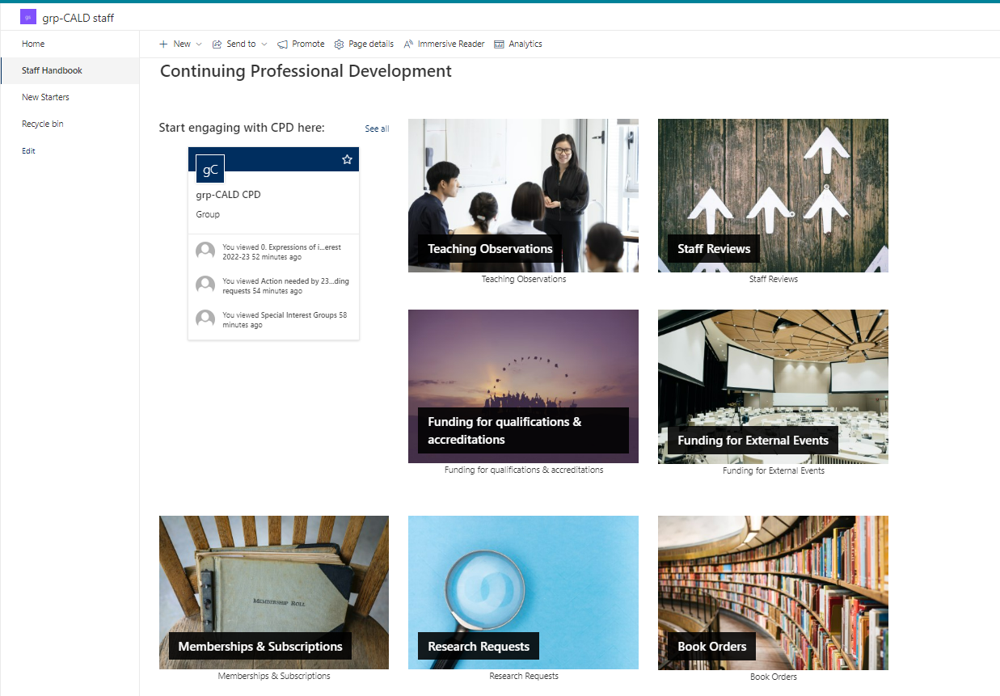 gs grp-CALD staff
Home
Staff Handbook
New Starters
Recycle bin
Edit
New Send to Promote Page details Immersive Reader Analytics
Continuing Professional Development
Start engaging with CPD here: See all
gC
grp-CALD CPD
Group
You viewed 0. Expressions of i...erest
2022-23 52 minutes ago
You viewed Action needed by 23...ding
requests 54 minutes ago
You viewed Special Interest Groups 58
minutes ago
Teaching Observations
Teaching Observations
Staff Reviews
Staff Reviews
Funding for qualifications &
accreditations
Funding for qualifications & accreditations
Funding for External Events
Funding for External Events
MEMBERSHIP ROLL
Memberships & Subscriptions
Memberships & Subscriptions
Research Requests
Research Requests
Book Orders
Book Orders